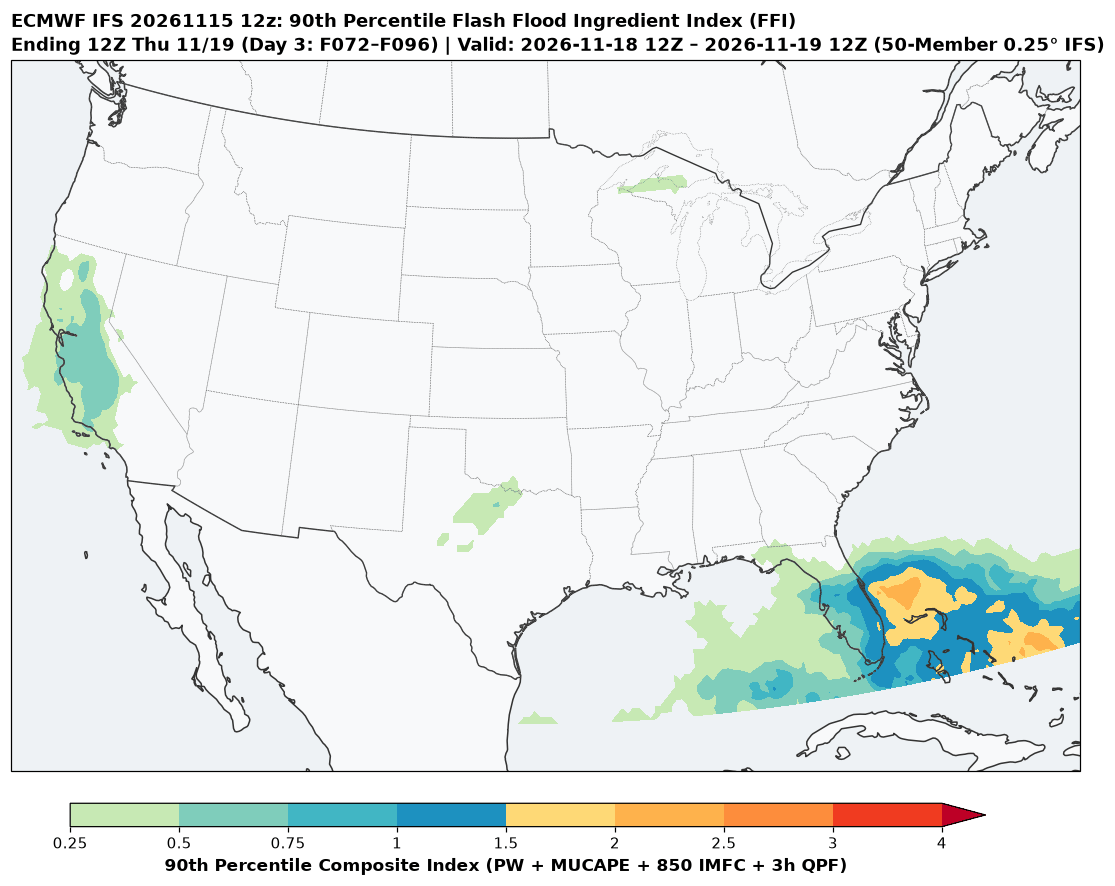 ECMWF IFS 20261115 12z: 90th Percentile Flash Flood Ingredient Index (FFI)
Ending 12Z Thu 11/19 (Day 3: F072–F096) | Valid: 2026-11-18 12Z – 2026-11-19 12Z (50-Member 0.25° IFS)
0.25 0.5 0.75 1 1.5 2 2.5 3 4
90th Percentile Composite Index (PW + MUCAPE + 850 IMFC + 3h QPF)